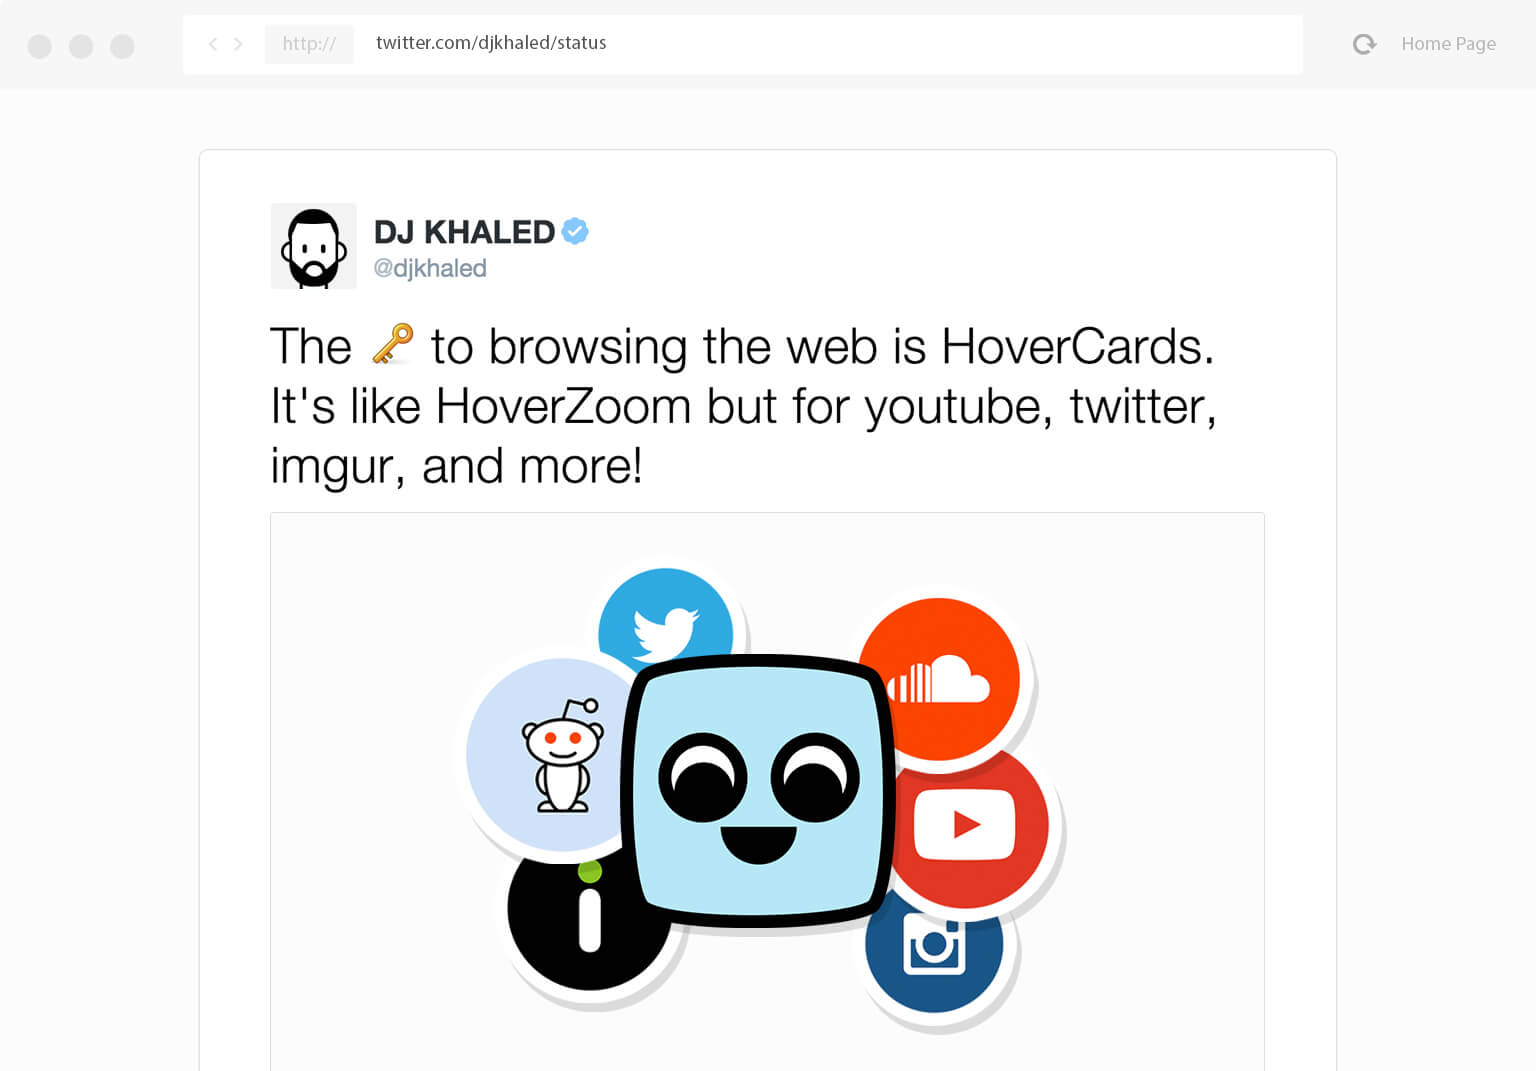 http://
twitter.com/djkhaled/status
Home Page
DJ KHALED
@djkhaled
The 🔑 to browsing the web is HoverCards.
It's like HoverZoom but for youtube, twitter,
imgur, and more!
i